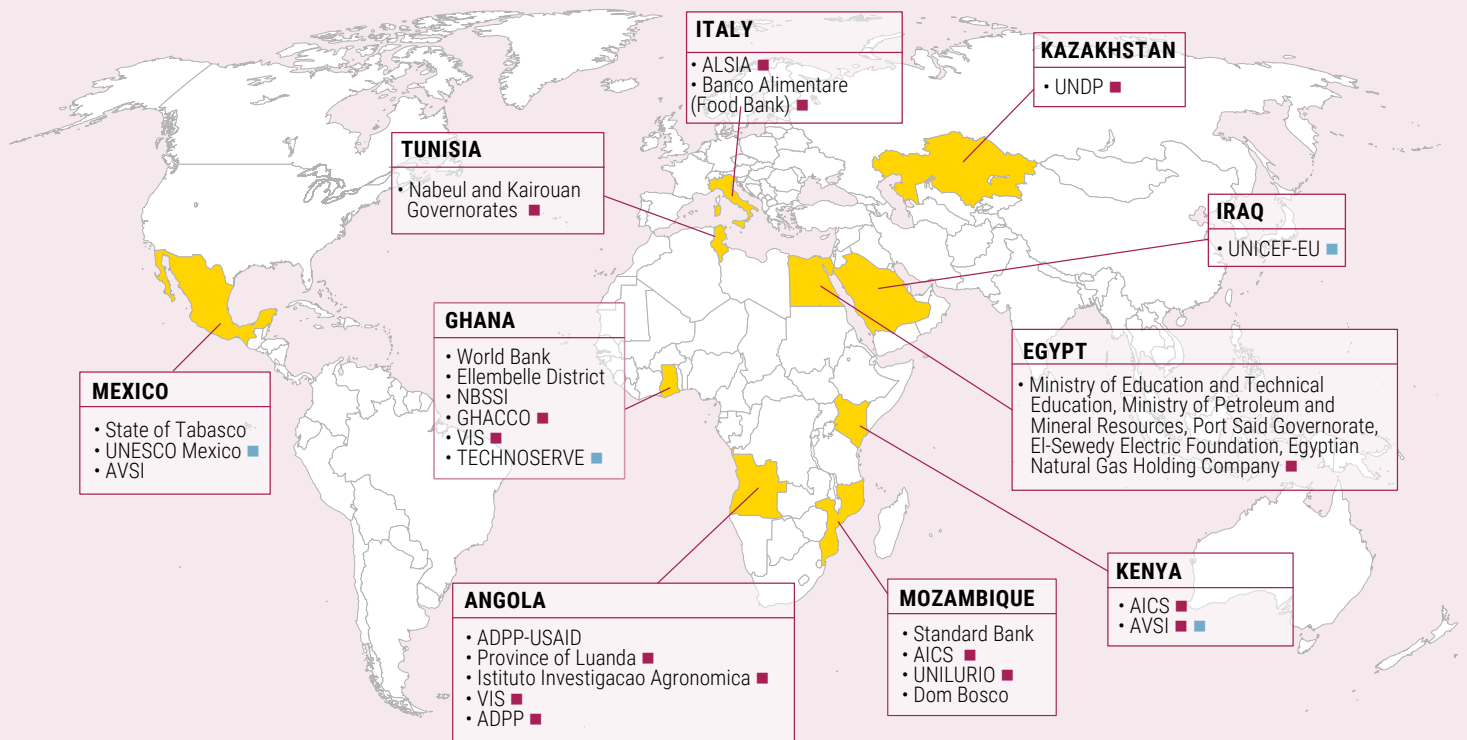 ITALY
• ALSIA
• Banco Alimentare
(Food Bank)
KAZAKHSTAN
• UNDP
TUNISIA
• Nabeul and Kairouan
Governorates
IRAQ
• UNICEF-EU
GHANA
• World Bank
• Ellembelle District
• NBSSI
• GHACCO
• VIS
• TECHNOSERVE
EGYPT
• Ministry of Education and Technical
Education, Ministry of Petroleum and
Mineral Resources, Port Said Governorate,
El-Sewedy Electric Foundation, Egyptian
Natural Gas Holding Company
MEXICO
• State of Tabasco
• UNESCO Mexico
• AVSI
KENYA
• AICS
• AVSI
ANGOLA
• ADPP-USAID
• Province of Luanda
• Istituto Investigacao Agronomica
• VIS
• ADPP
MOZAMBIQUE
• Standard Bank
• AICS
• UNILURIO
• Dom Bosco